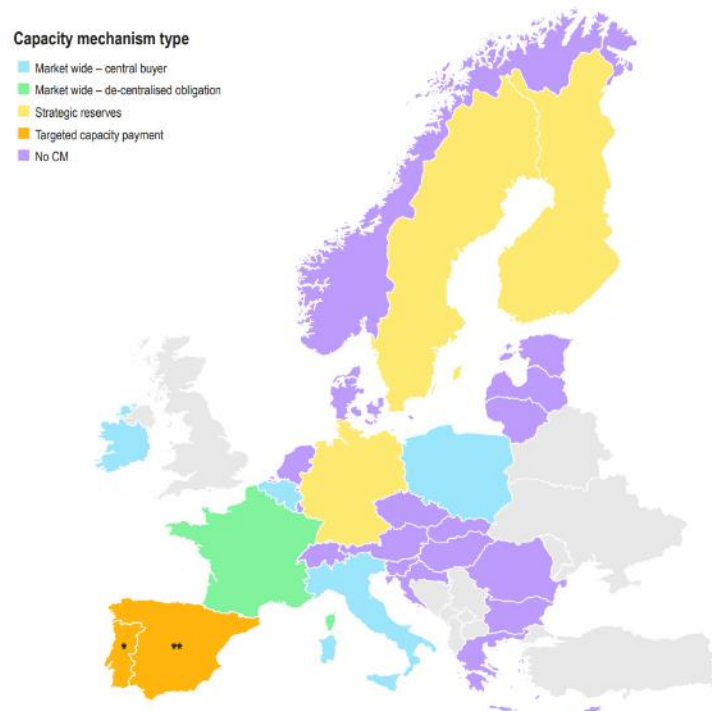 Capacity mechanism type
Market wide – central buyer
Market wide – de-centralised obligation
Strategic reserves
Targeted capacity payment
No CM
* **